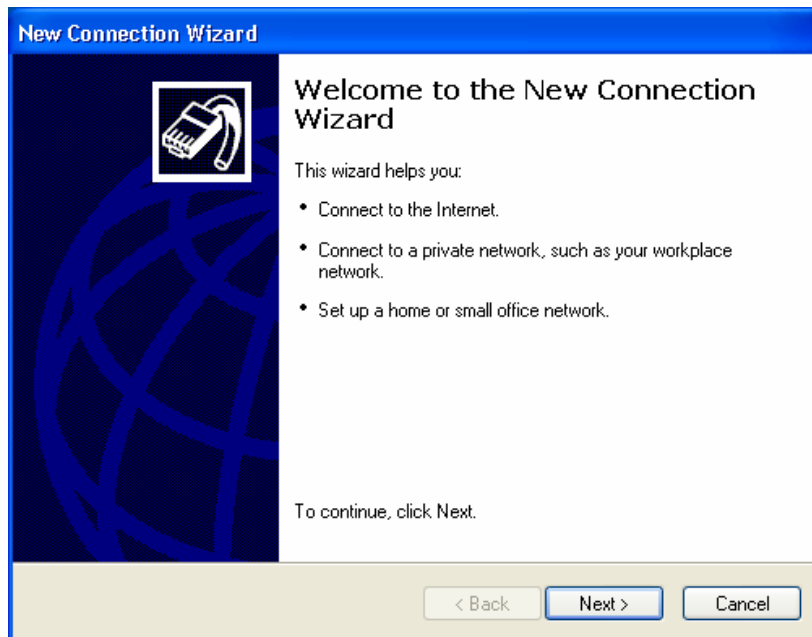 New Connection Wizard
Welcome to the New Connection
Wizard
This wizard helps you:
• Connect to the Internet.
• Connect to a private network, such as your workplace
network.
• Set up a home or small office network.
To continue, click Next.
< Back Next > Cancel